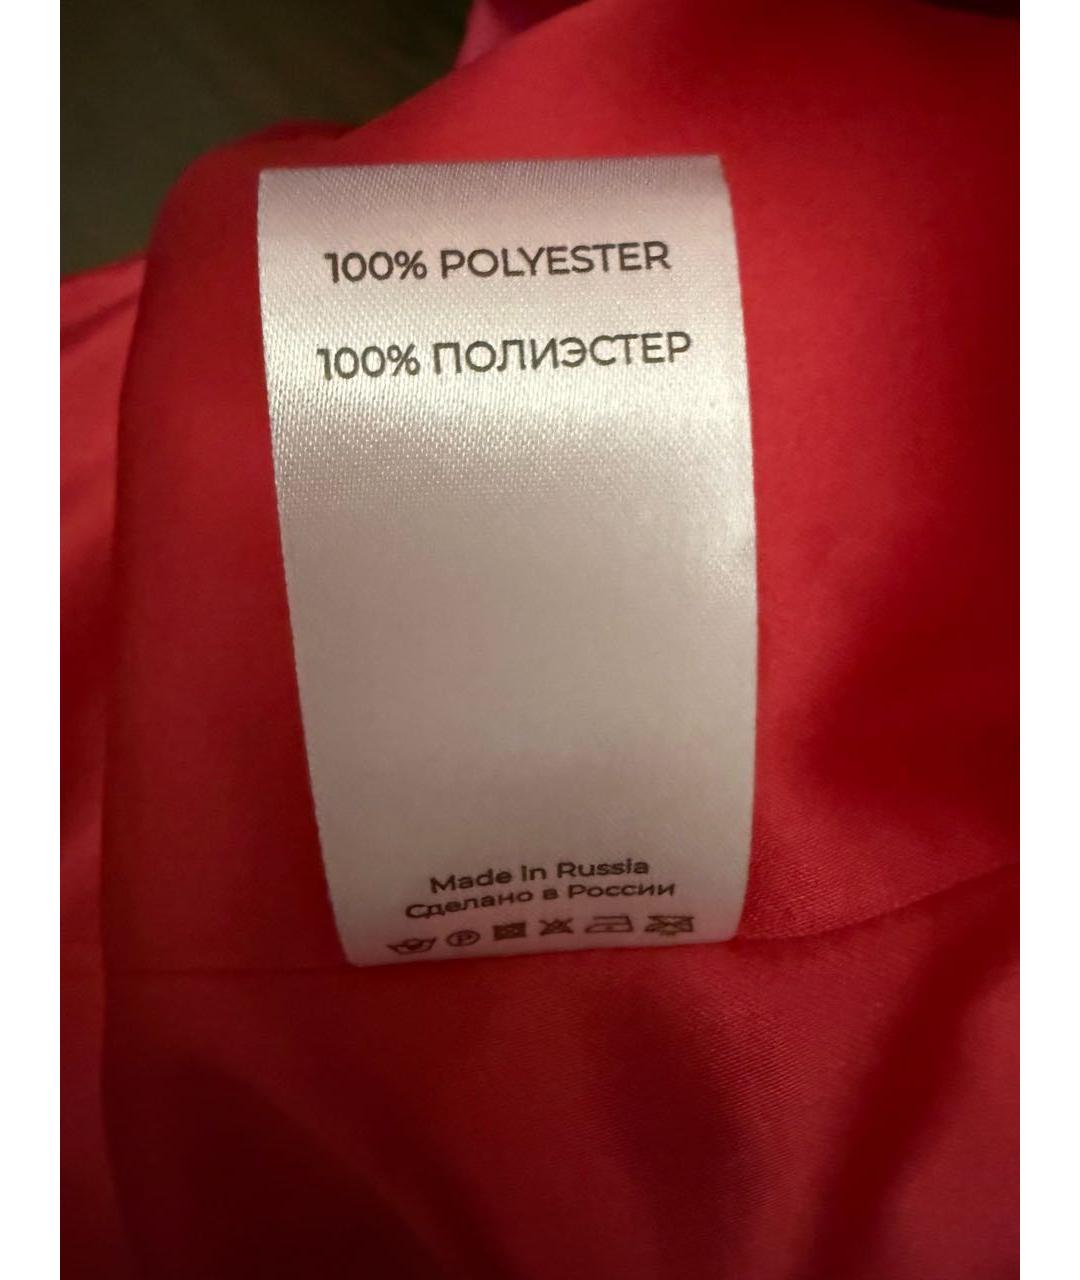 100% POLYESTER
100% ПОЛИЭСТЕР
Made in Russia
Сделано в России
P